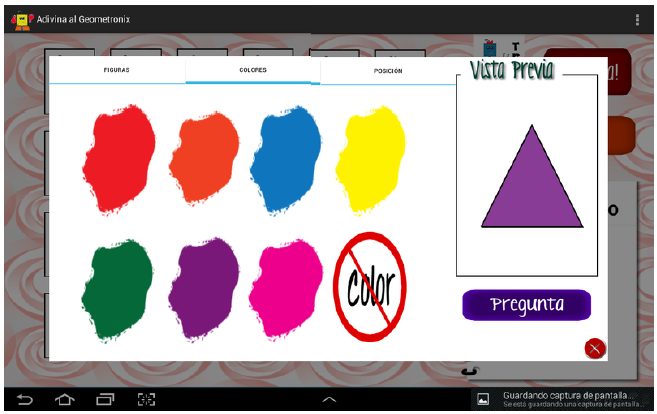 Adivina al Geometronix
FIGURAS
COLORES
POSICIÓN
Vista Previa
color
Pregunta
Guardando captura de pantalla...
Se está guardando una captura de pantalla..